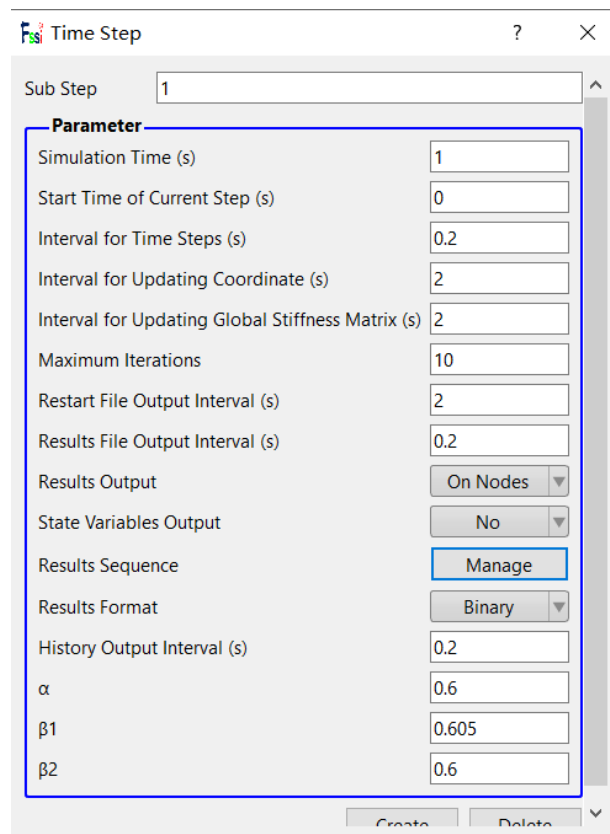 Fssi Time Step ?
Sub Step 1
Parameter
Simulation Time (s) 1
Start Time of Current Step (s) 0
Interval for Time Steps (s) 0.2
Interval for Updating Coordinate (s) 2
Interval for Updating Global Stiffness Matrix (s) 2
Maximum Iterations 10
Restart File Output Interval (s) 2
Results File Output Interval (s) 0.2
Results Output On Nodes
State Variables Output No
Results Sequence Manage
Results Format Binary
History Output Interval (s) 0.2
α 0.6
β1 0.605
β2 0.6
Create Delete